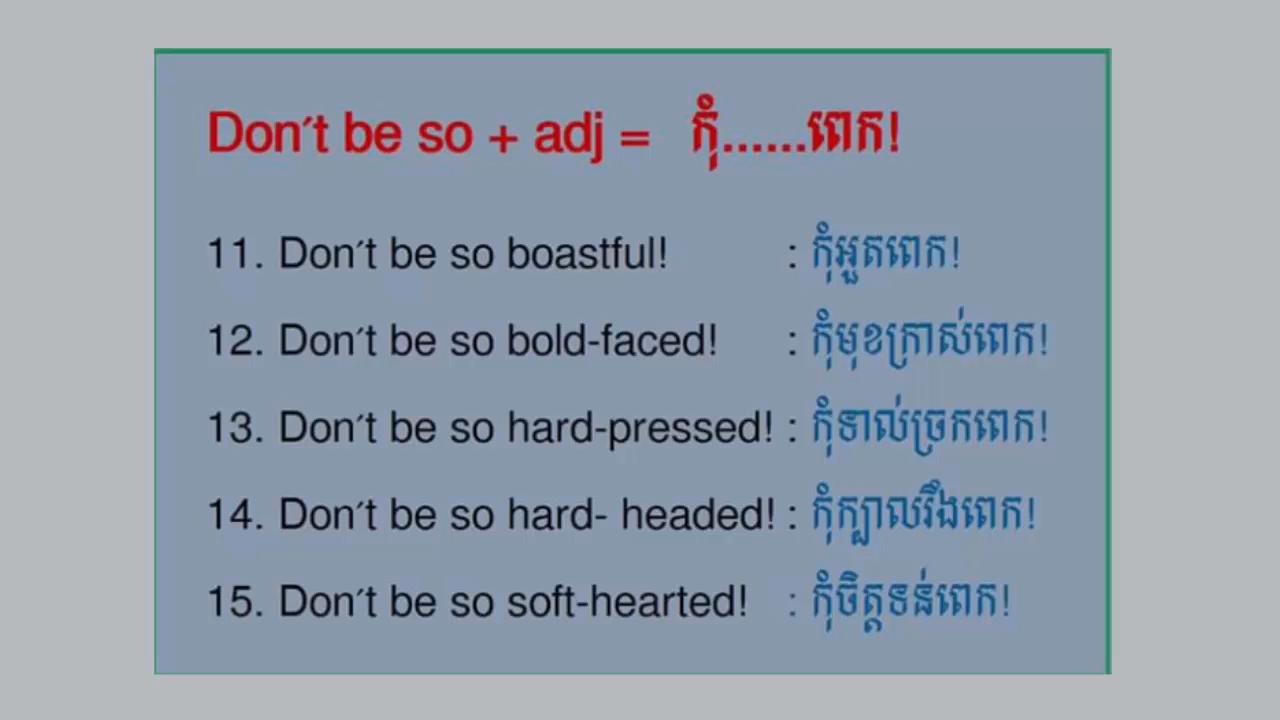 Don´t be so + adj = កុំ......ពេក!
11. Don´t be so boastful! : កុំអួតពេក!
12. Don´t be so bold-faced! : កុំមុខក្រាស់ពេក!
13. Don´t be so hard-pressed! : កុំទាល់ច្រកពេក!
14. Don´t be so hard- headed! : កុំក្បាលរឹងពេក!
15. Don´t be so soft-hearted! : កុំចិត្តទន់ពេក!